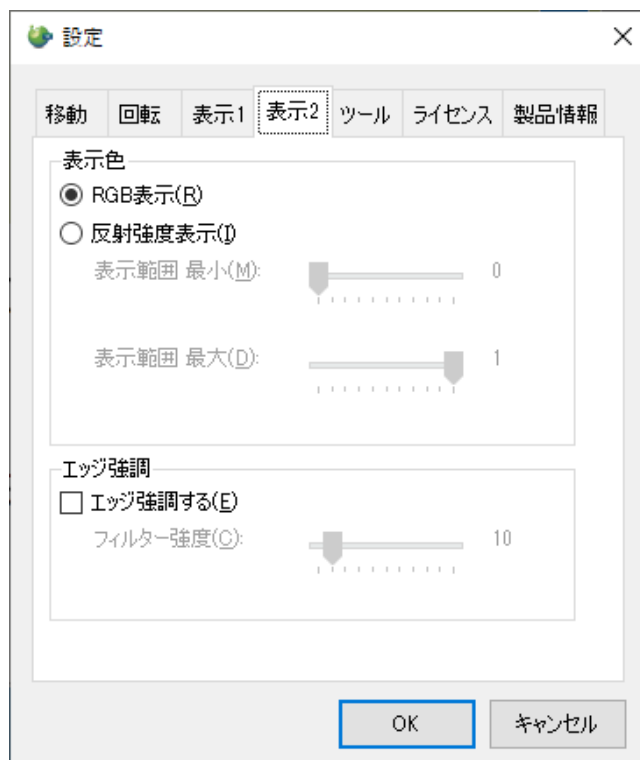 設定
移動 回転 表示1 表示2 ツール ライセンス 製品情報
表示色
RGB表示(R)
反射強度表示(I)
表示範囲 最小(M): 0
表示範囲 最大(D): 1
エッジ強調
エッジ強調する(E)
フィルター強度(C): 10
OK キャンセル